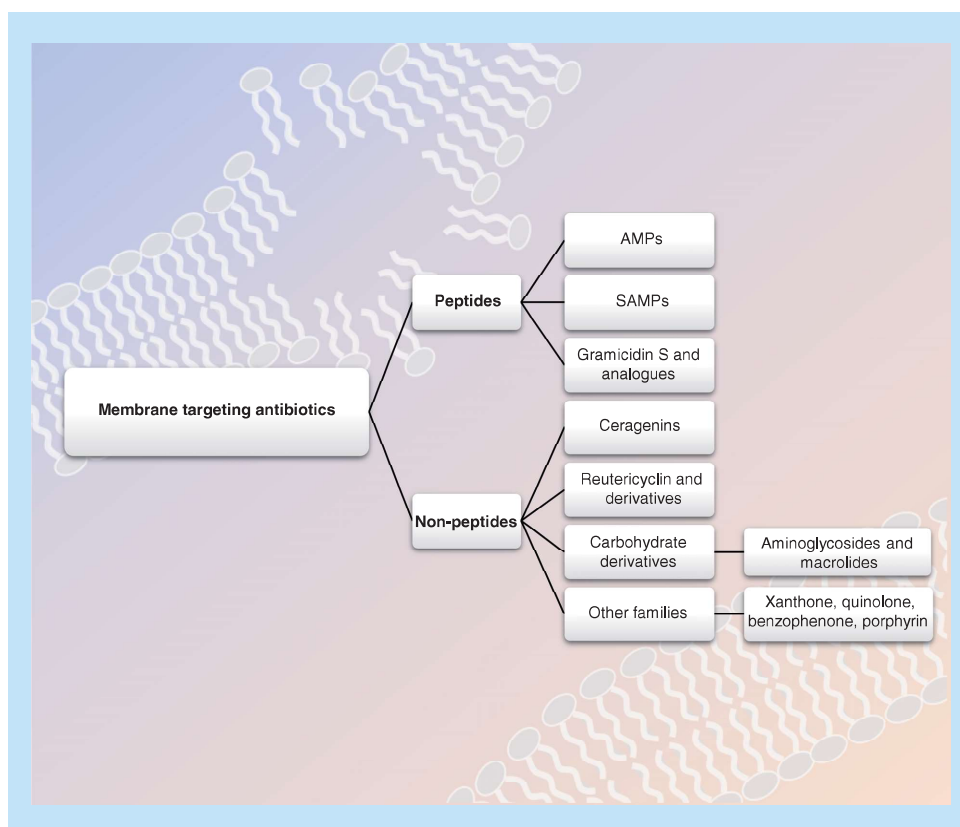 Membrane targeting antibiotics
Peptides
AMPs
SAMPs
Gramicidin S and
analogues
Non-peptides
Ceragenins
Reutericyclin and
derivatives
Carbohydrate
derivatives
Aminoglycosides and
macrolides
Other families
Xanthone, quinolone,
benzophenone, porphyrin